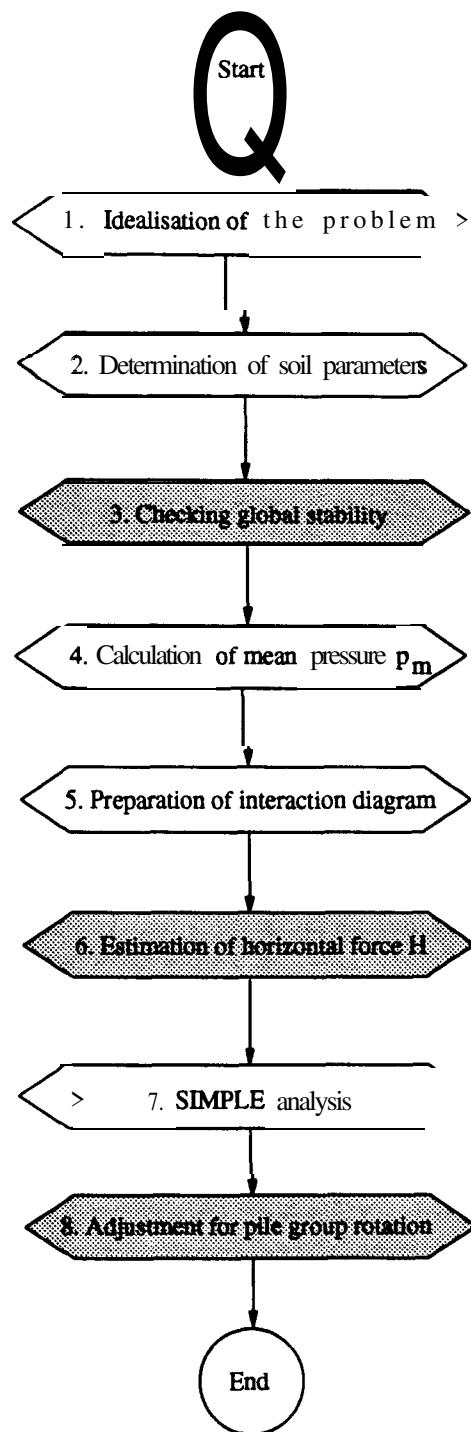 Start
1. Idealisation of the problem >
2. Determination of soil parameters
3. Checking global stability
4. Calculation of mean pressure pm
5. Preparation of interaction diagram
6. Estimation of horizontal force H
> 7. SIMPLE analysis
8. Adjustment for pile group rotation
End